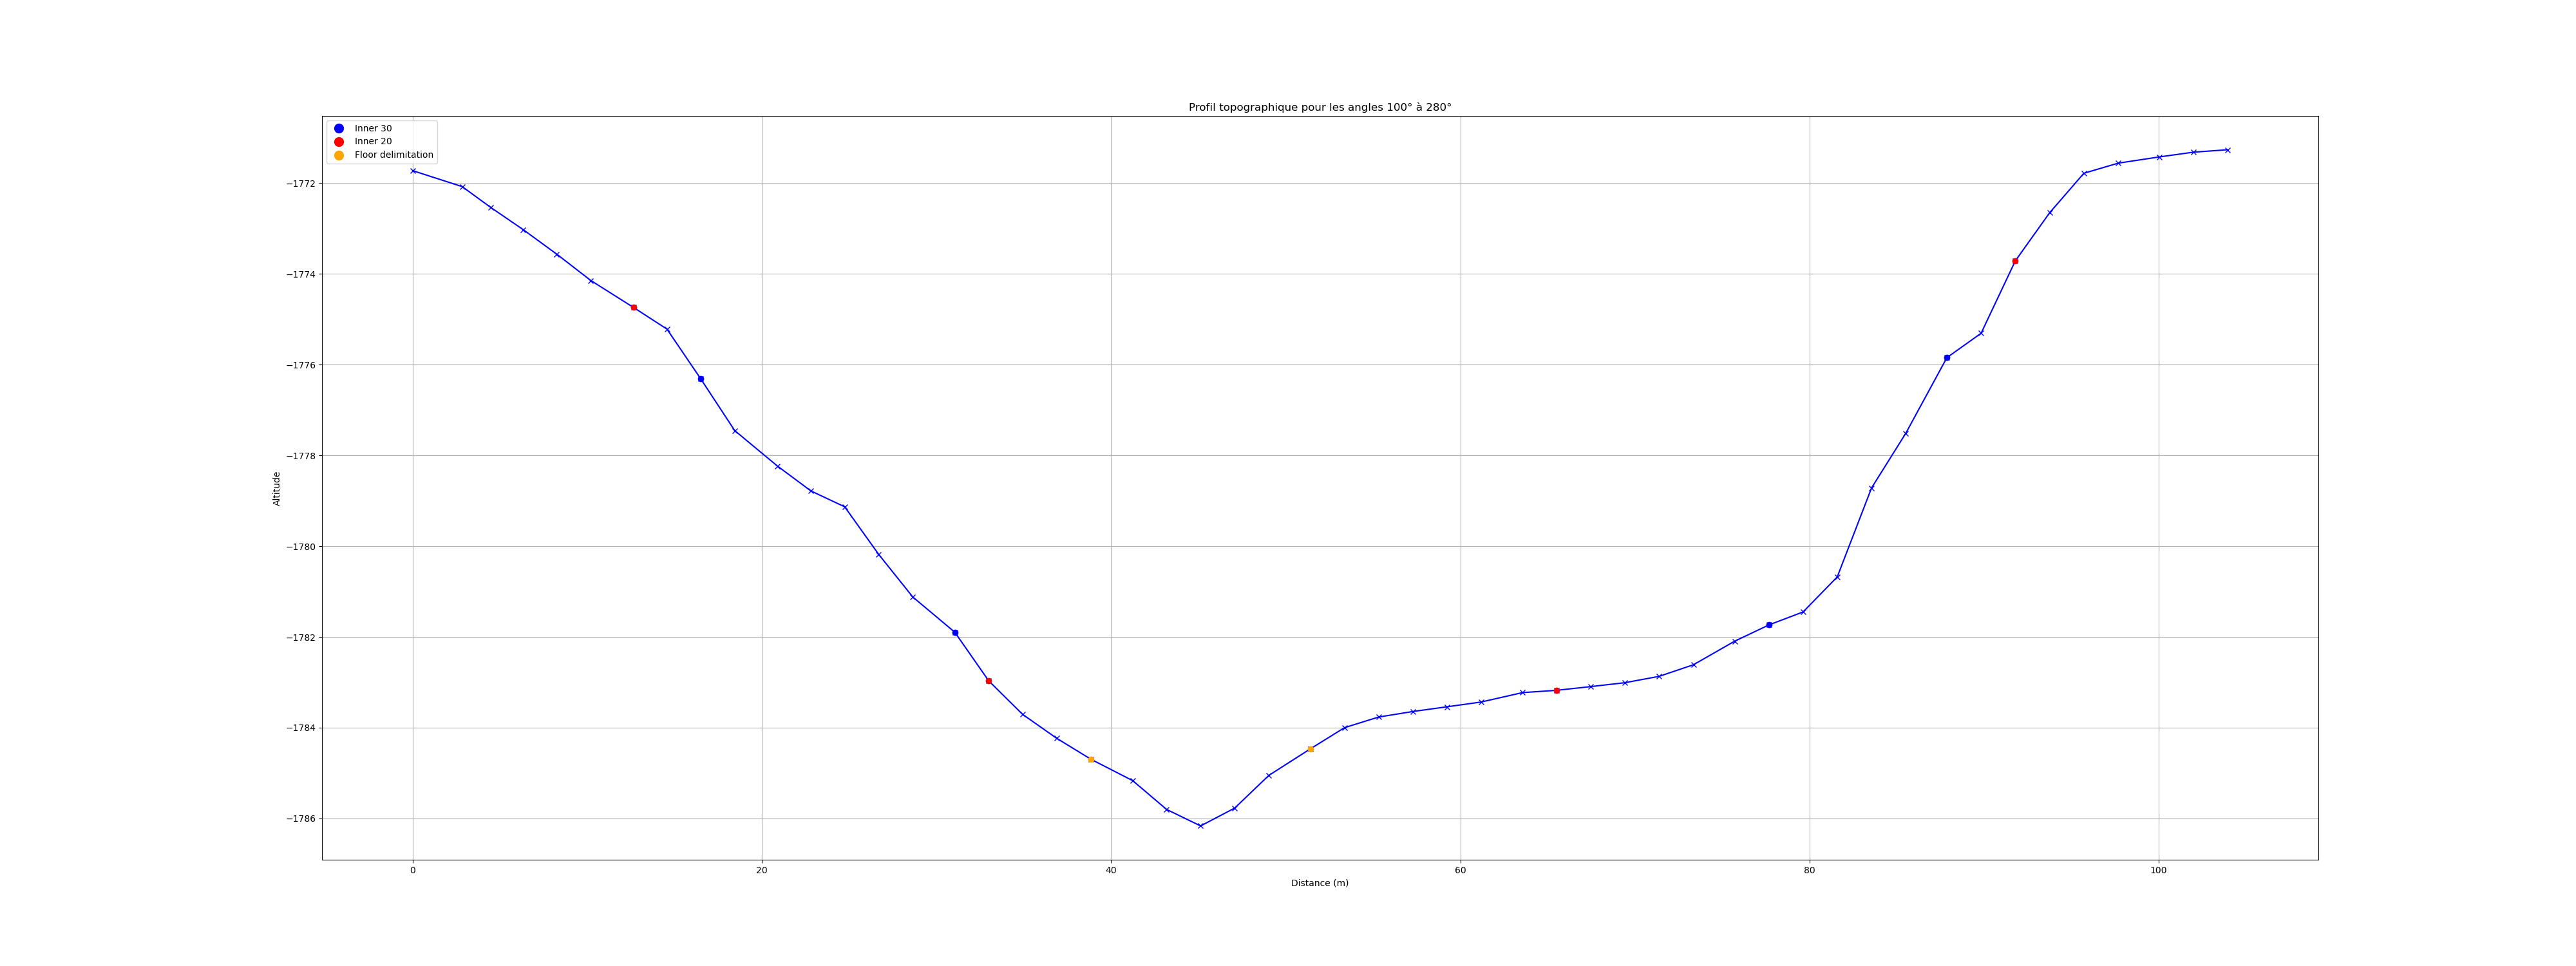 Profil topographique pour les angles 100° à 280°
Inner 30
Inner 20
Floor delimitation
−1772
−1774
−1776
−1778
−1780
−1782
−1784
−1786
Altitude
0 20 40 60 80 100
Distance (m)